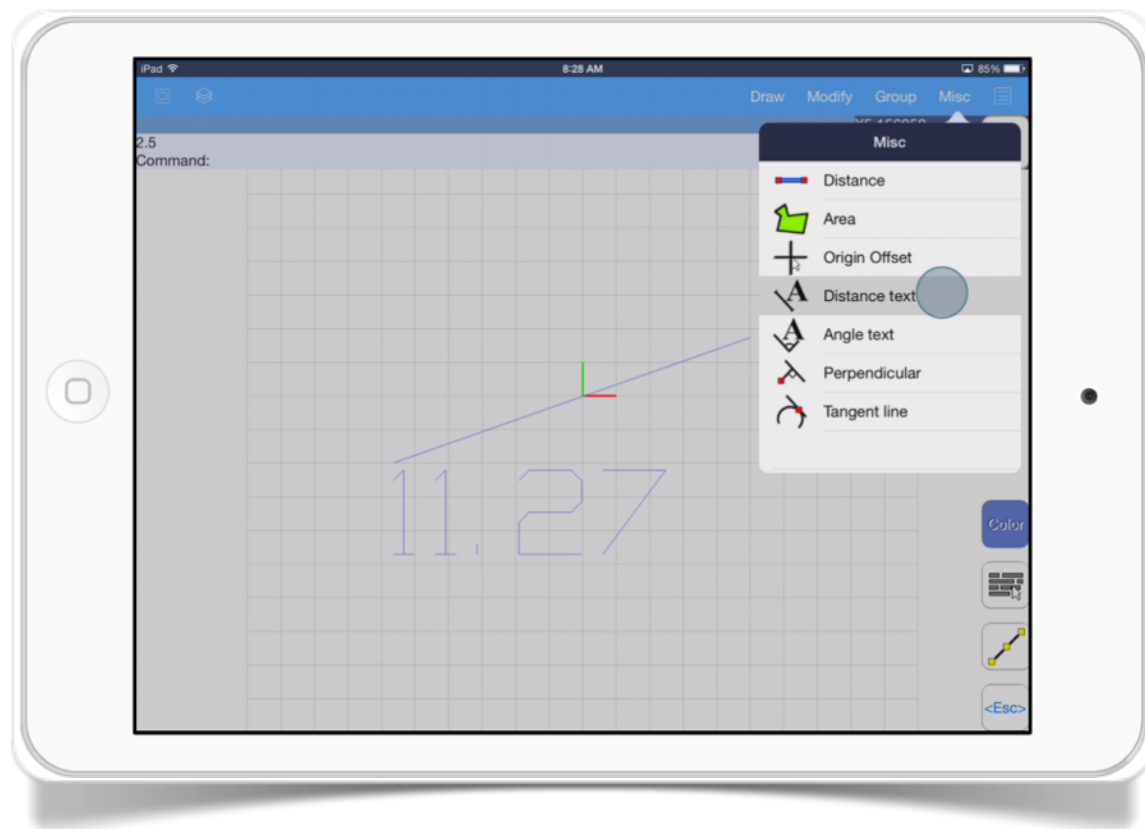 iPad 8:28 AM 85%
Draw Modify Group Misc
2.5
Command:
Misc
Distance
Area
Origin Offset
Distance text
Angle text
Perpendicular
Tangent line
11.27
Color
<Esc>